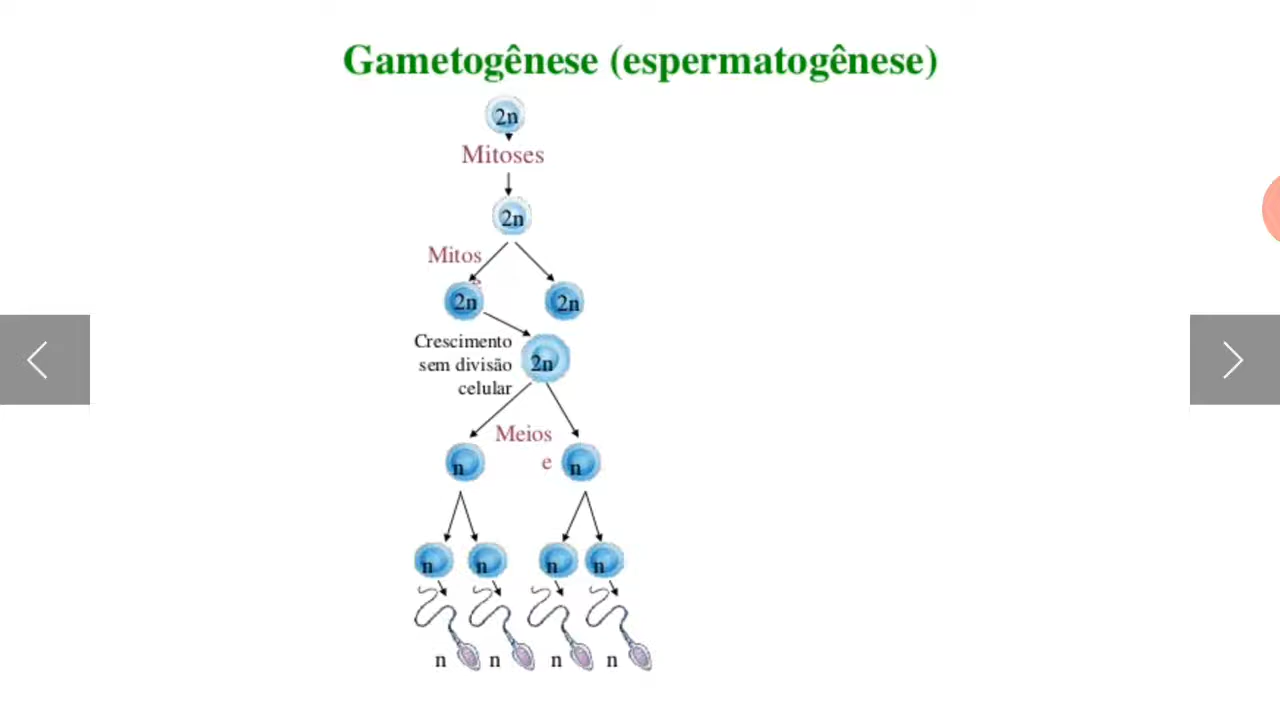 Gametogênese (espermatogênese)
2n
Mitoses
2n
Mitos
e
2n 2n
Crescimento
sem divisão
celular
2n
Meios
e
n n
n n n n
n n n n